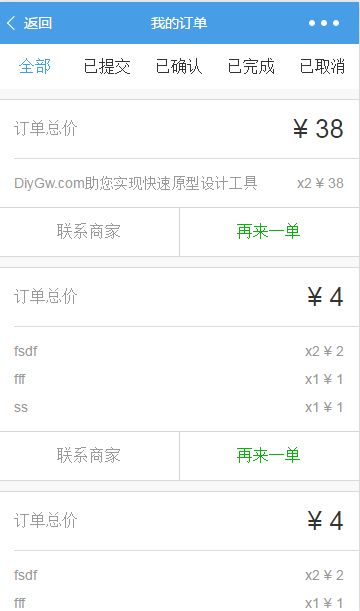 返回 我的订单
全部 已提交 已确认 已完成 已取消
订单总价 ¥ 38
DiyGw.com助您实现快速原型设计工具 x2 ¥ 38
联系商家 再来一单
订单总价 ¥ 4
fsdf x2 ¥ 2
fff x1 ¥ 1
ss x1 ¥ 1
联系商家 再来一单
订单总价 ¥ 4
fsdf x2 ¥ 2
fff x1 ¥ 1